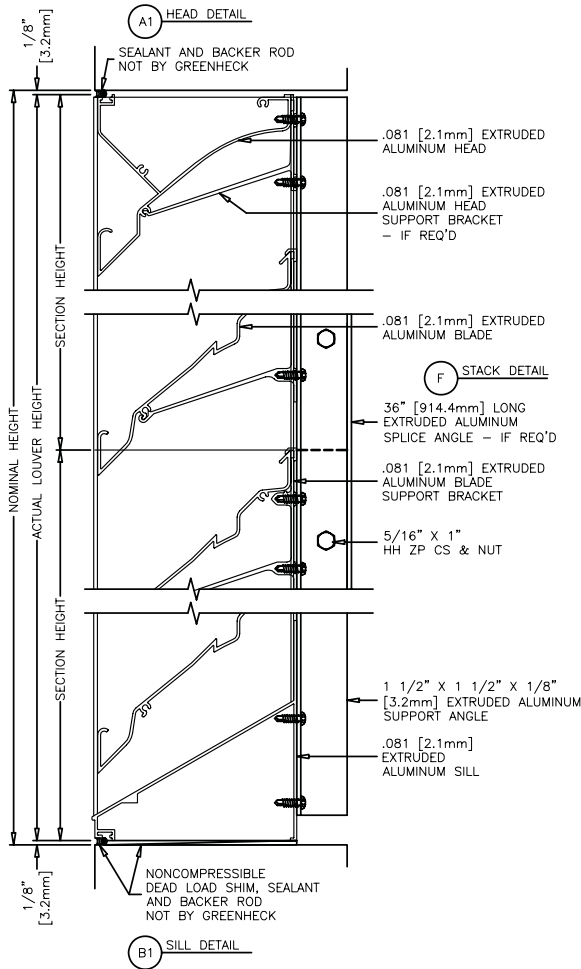 A1 HEAD DETAIL
1/8"
[3.2mm]
SEALANT AND BACKER ROD
NOT BY GREENHECK
.081 [2.1mm] EXTRUDED
ALUMINUM HEAD
.081 [2.1mm] EXTRUDED
ALUMINUM HEAD
SUPPORT BRACKET
– IF REQ'D
SECTION HEIGHT
.081 [2.1mm] EXTRUDED
ALUMINUM BLADE
F STACK DETAIL
36" [914.4mm] LONG
EXTRUDED ALUMINUM
SPLICE ANGLE – IF REQ'D
NOMINAL HEIGHT
ACTUAL LOUVER HEIGHT
.081 [2.1mm] EXTRUDED
ALUMINUM BLADE
SUPPORT BRACKET
5/16" X 1"
HH ZP CS & NUT
SECTION HEIGHT
1 1/2" X 1 1/2" X 1/8"
[3.2mm] EXTRUDED ALUMINUM
SUPPORT ANGLE
.081 [2.1mm]
EXTRUDED
ALUMINUM SILL
1/8"
[3.2mm]
NONCOMPRESSIBLE
DEAD LOAD SHIM, SEALANT
AND BACKER ROD
NOT BY GREENHECK
B1 SILL DETAIL